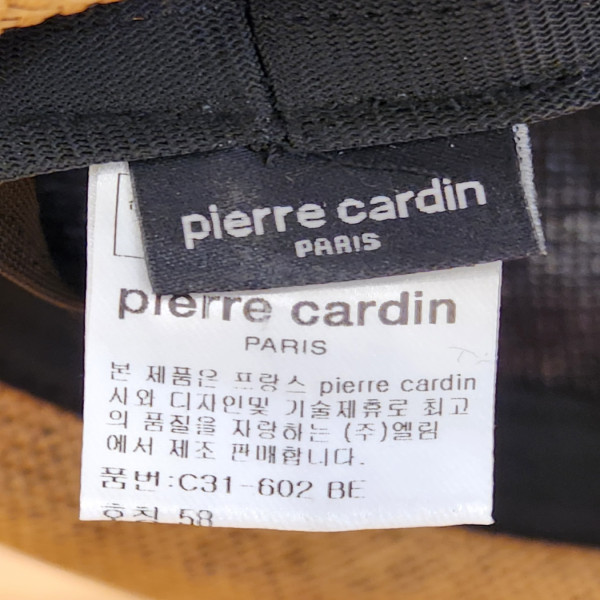 pierre cardin
PARIS
pierre cardin
PARIS
본 제품은 프랑스 pierre cardin
시와 디자인및 기술제휴로 최고
의 품질을 자랑하는 (주)엘림
에서 제조 판매합니다.
품번:C31-602 BE
호칭 58